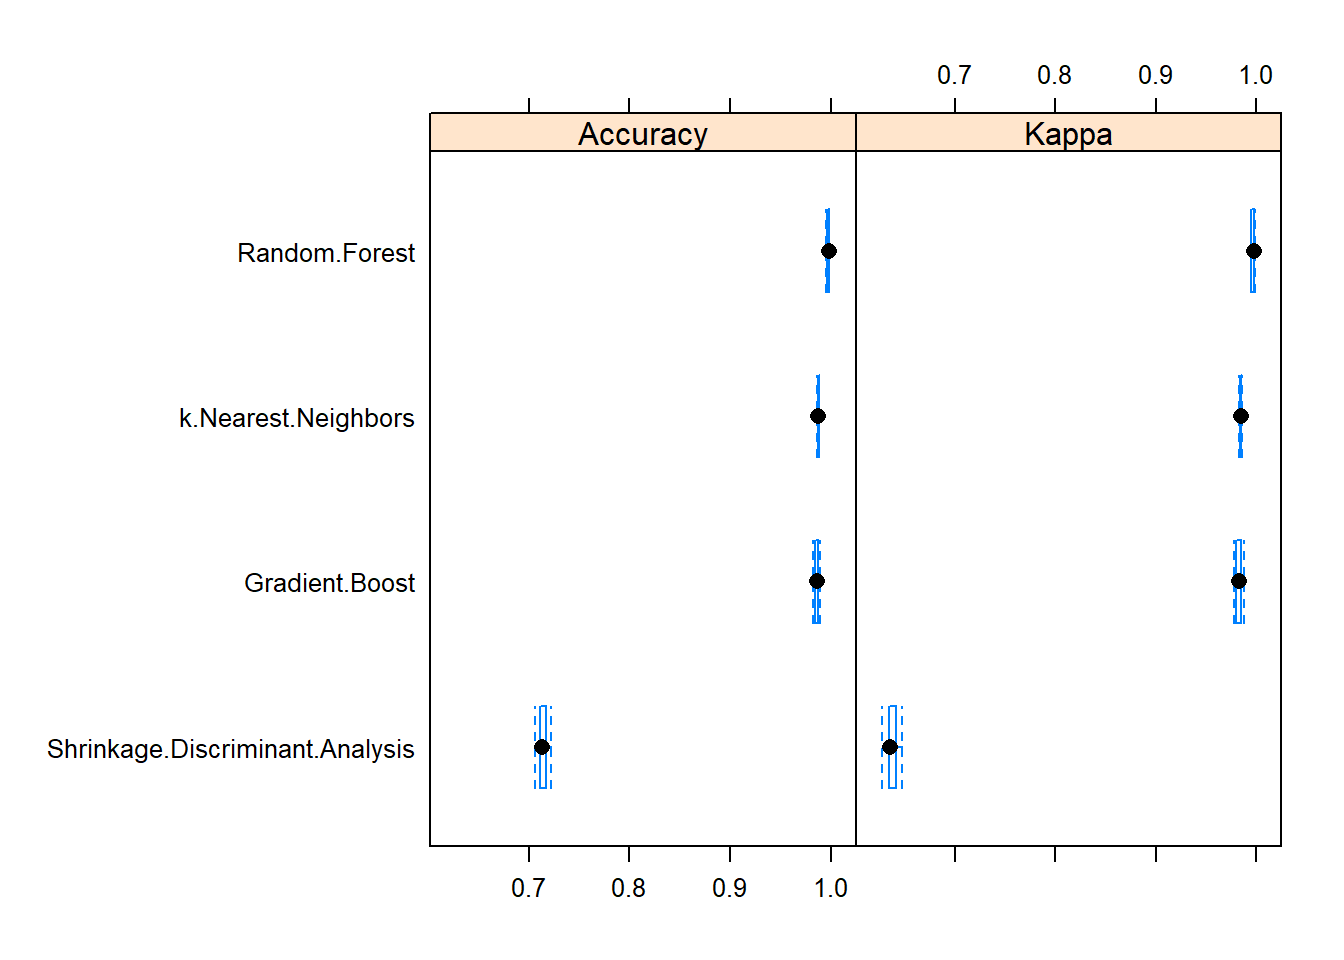 0.7 0.8 0.9 1.0
Accuracy Kappa
Random.Forest
k.Nearest.Neighbors
Gradient.Boost
Shrinkage.Discriminant.Analysis
0.7 0.8 0.9 1.0